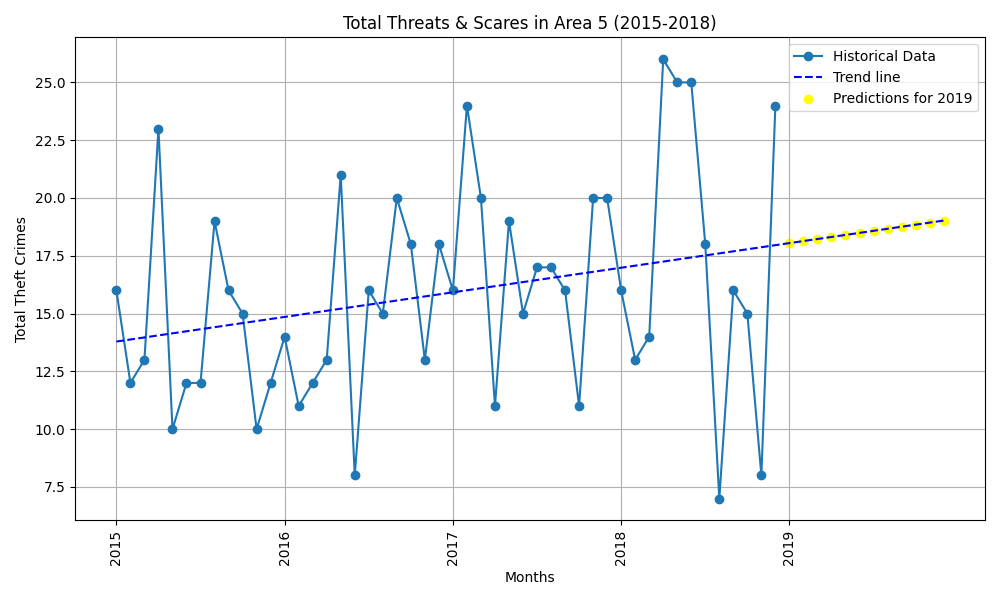 Total Threats & Scares in Area 5 (2015-2018)
Historical Data
Trend line
Predictions for 2019
Total Theft Crimes
25.0
22.5
20.0
17.5
15.0
12.5
10.0
7.5
2015
2016
2017
2018
2019
Months